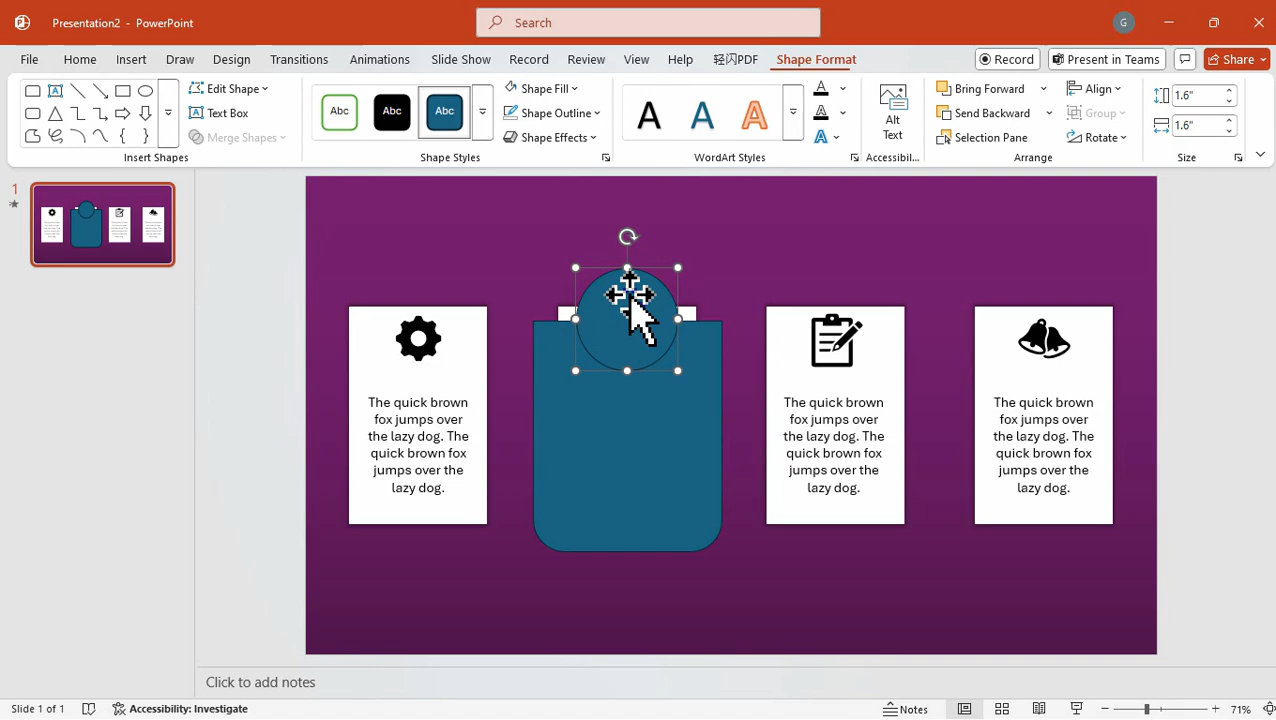 Presentation2 - PowerPoint
Search
G
File Home Insert Draw Design Transitions Animations Slide Show Record Review View Help 轻闪PDF Shape Format
Record Present in Teams Share
Edit Shape
Text Box
Merge Shapes
Insert Shapes
Abc Abc Abc
Shape Fill
Shape Outline
Shape Effects
Shape Styles
A A A
WordArt Styles
Alt
Text
Accessibil...
Bring Forward
Send Backward
Selection Pane
Align
Group
Rotate
Arrange
1.6"
1.6"
Size
1
The quick brown
fox jumps over
the lazy dog. The
quick brown fox
jumps over the
lazy dog.
The quick brown
fox jumps over
the lazy dog. The
quick brown fox
jumps over the
lazy dog.
The quick brown
fox jumps over
the lazy dog. The
quick brown fox
jumps over the
lazy dog.
Click to add notes
Slide 1 of 1 Accessibility: Investigate Notes 71%